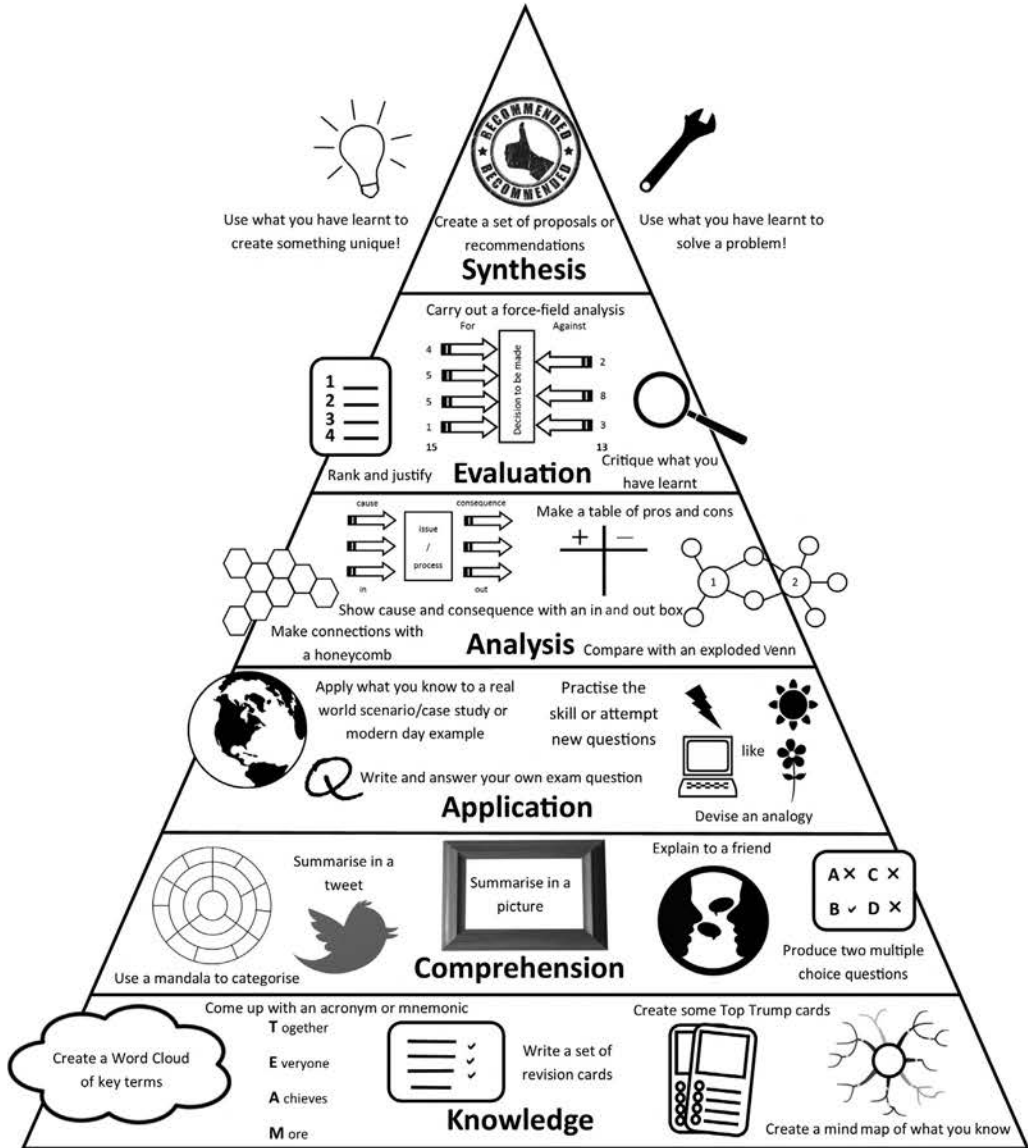 RECOMMENDED
RECOMMENDED
Use what you have learnt to
create something unique!
Create a set of proposals or
recommendations
Use what you have learnt to
solve a problem!
Synthesis
Carry out a force-field analysis
For
Against
4
5
5
1
15
Decision to be made
2
8
3
13
1
2
3
4
Rank and justify
Evaluation
Critique what you
have learnt
cause
consequence
issue
/
process
in
out
Make a table of pros and cons
+ −
1
2
Show cause and consequence with an in and out box
Make connections with
a honeycomb
Analysis
Compare with an exploded Venn
Apply what you know to a real
world scenario/case study or
modern day example
Practise the
skill or attempt
new questions
like
Q
Write and answer your own exam question
Application
Devise an analogy
Summarise in a
tweet
Summarise in a
picture
Explain to a friend
A X C X
B ✓ D X
Use a mandala to categorise
Comprehension
Produce two multiple
choice questions
Come up with an acronym or mnemonic
Create a Word Cloud
of key terms
T ogether
E veryone
A chieves
M ore
Write a set of
revision cards
Knowledge
Create some Top Trump cards
Create a mind map of what you know